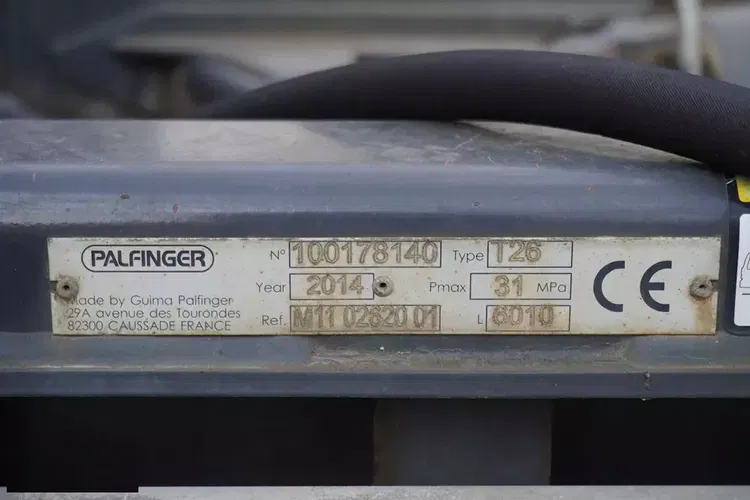 PALFINGER
N° 100178140 Type T26
Year 2014 Pmax 31 MPa
Ref. M11 02620 01 L 6010
CE
Made by Guima Palfinger
29A avenue des Tourondes
82300 CAUSSADE FRANCE